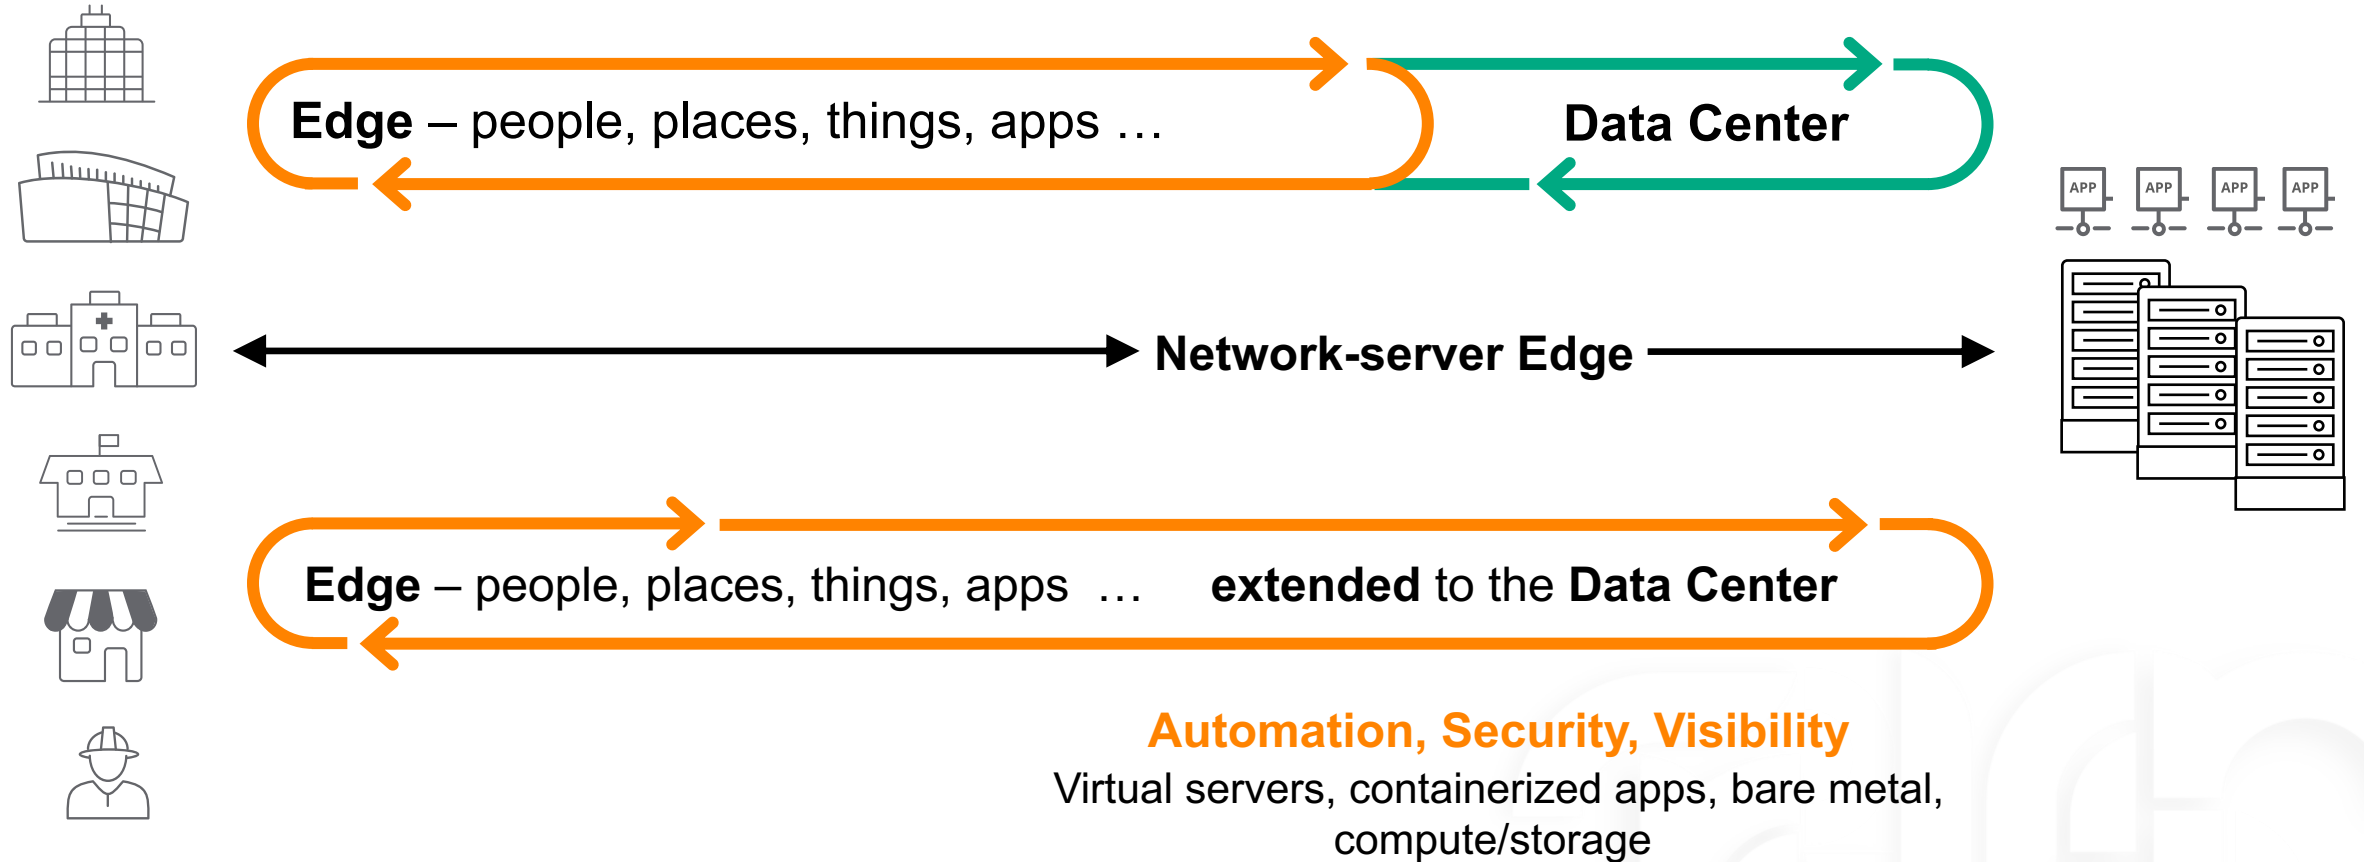 Edge – people, places, things, apps …
Data Center
APP APP APP APP
Network-server Edge
Edge – people, places, things, apps … extended to the Data Center
Automation, Security, Visibility
Virtual servers, containerized apps, bare metal,
compute/storage